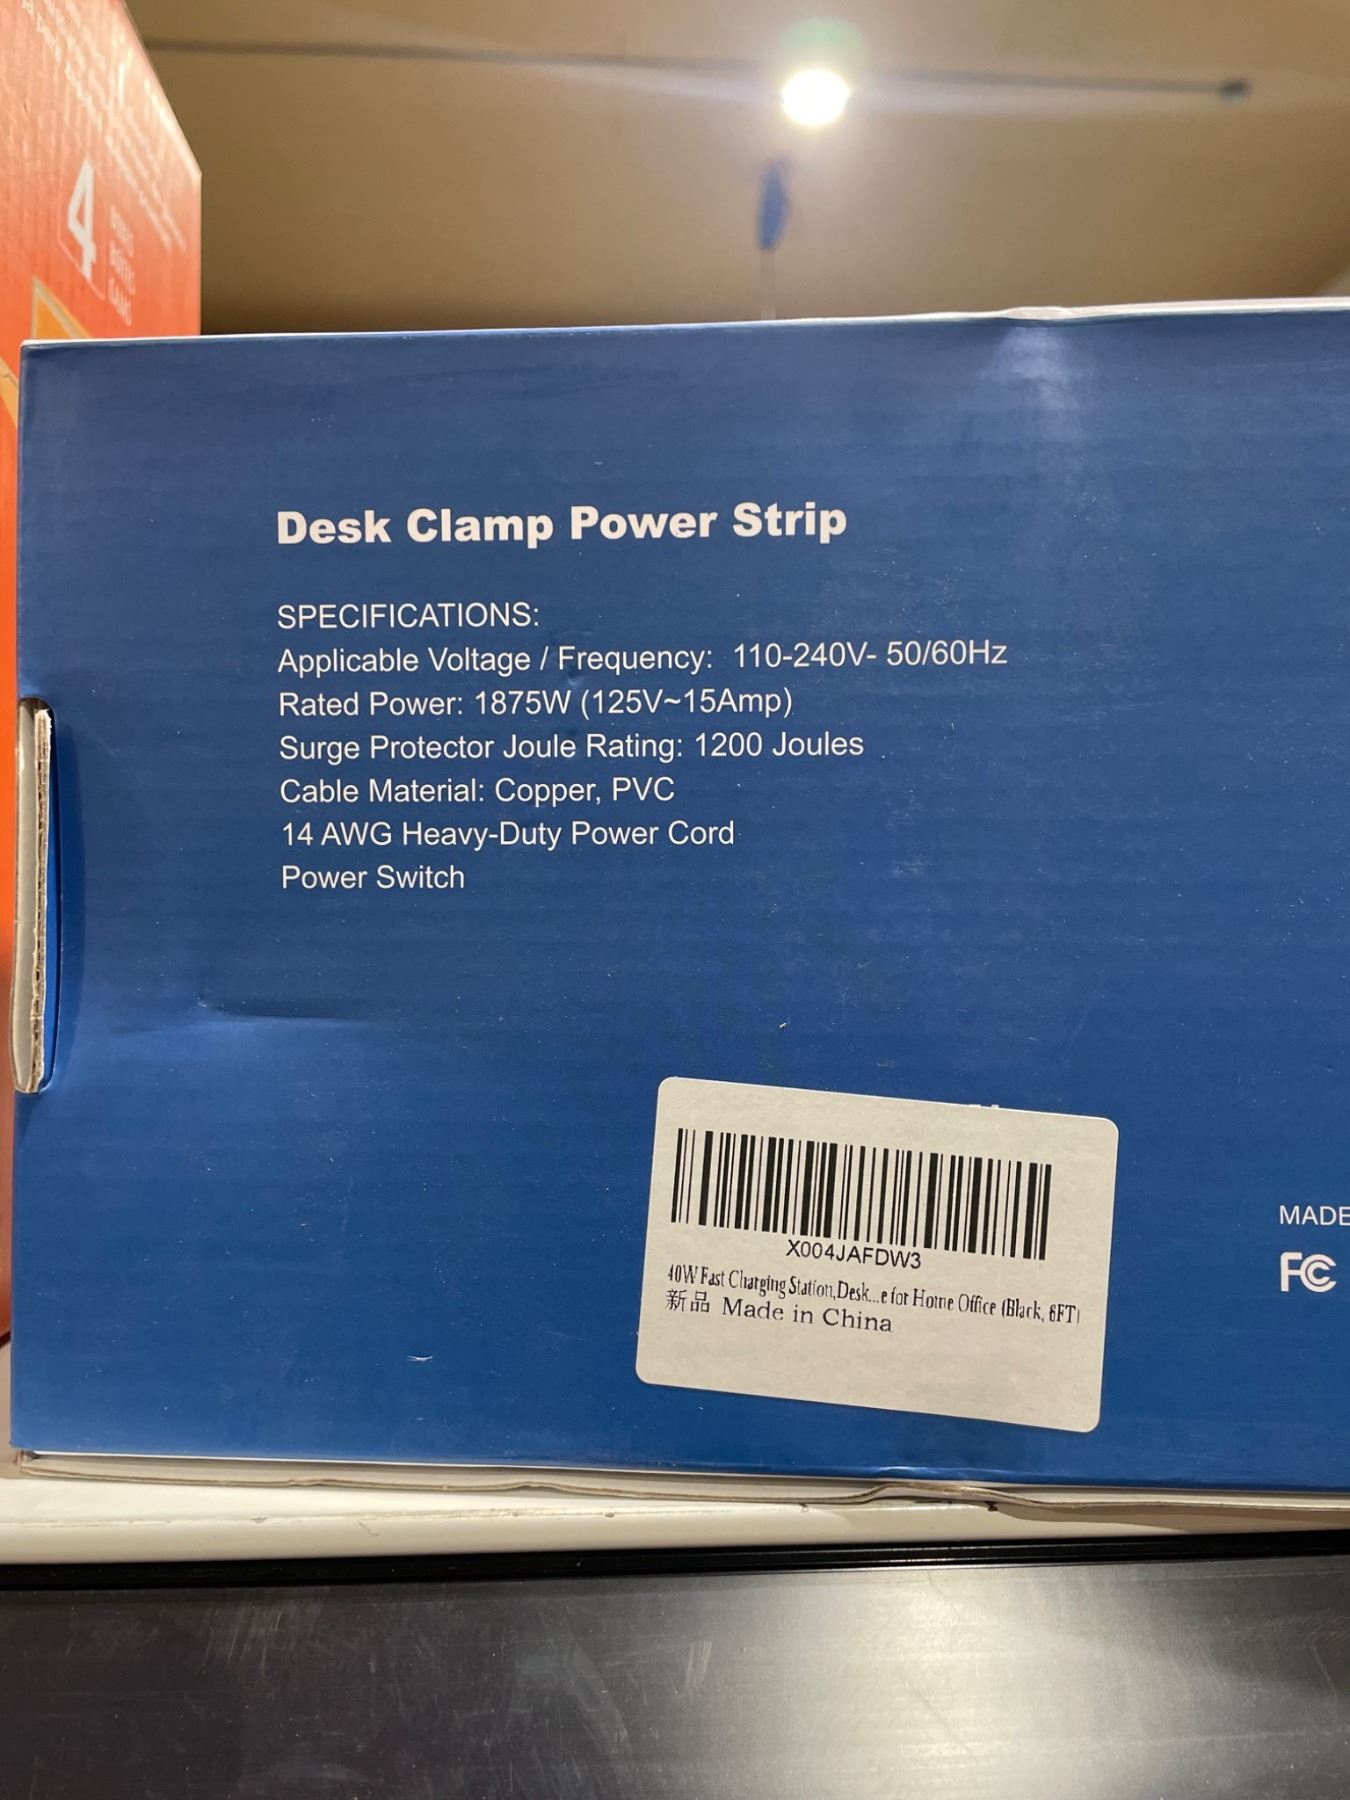 4
Desk Clamp Power Strip
SPECIFICATIONS:
Applicable Voltage / Frequency: 110-240V- 50/60Hz
Rated Power: 1875W (125V~15Amp)
Surge Protector Joule Rating: 1200 Joules
Cable Material: Copper, PVC
14 AWG Heavy-Duty Power Cord
Power Switch
X004JAFDW3
40W Fast Charging Station,Desk...e for Home Office (Black, 6FT)
新品 Made in China
MADE
FC